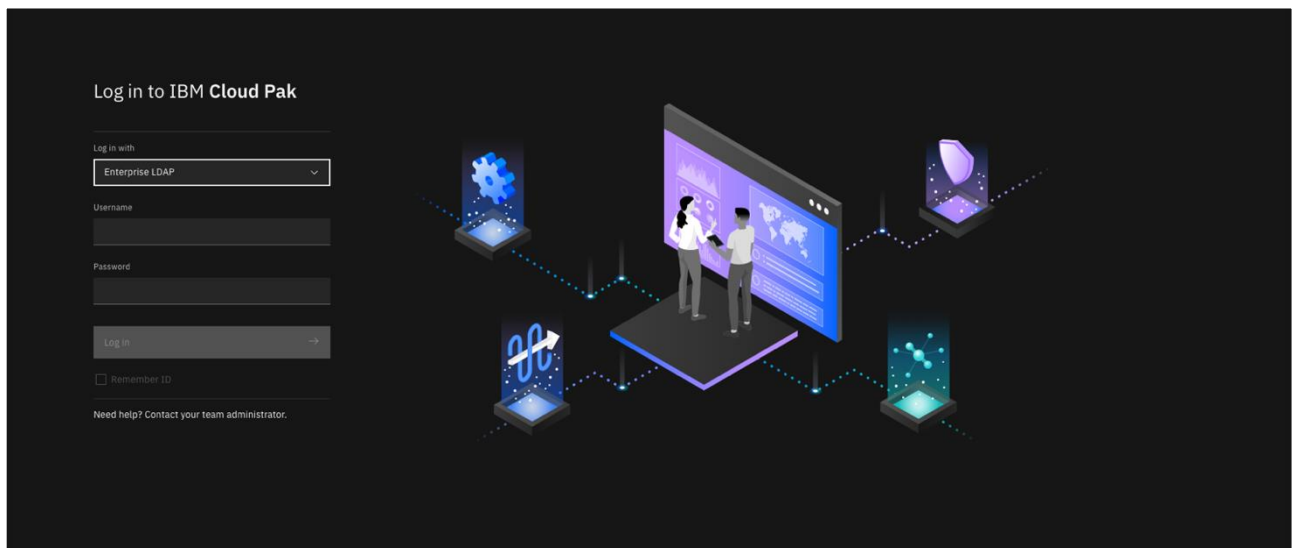 Log in to IBM Cloud Pak
Log in with
Enterprise LDAP
Username
Password
Log in
Remember ID
Need help? Contact your team administrator.